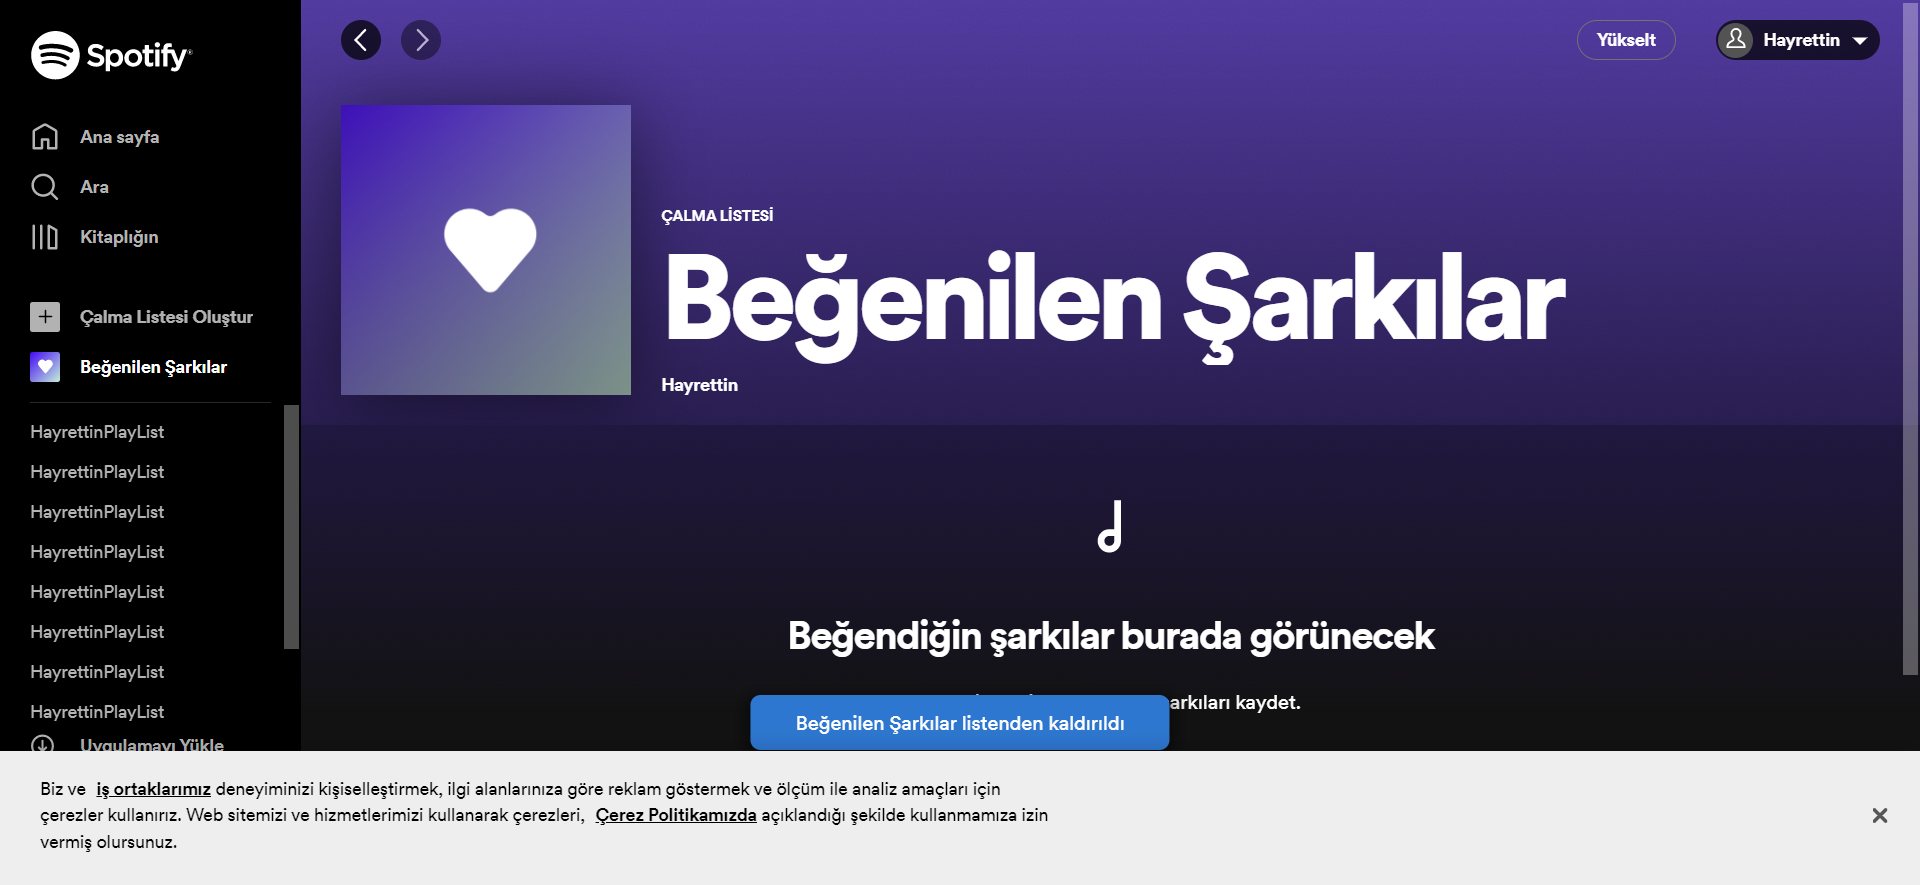 Spotify
Ana sayfa
Ara
Kitaplığın
Çalma Listesi Oluştur
Beğenilen Şarkılar
HayrettinPlayList
HayrettinPlayList
HayrettinPlayList
HayrettinPlayList
HayrettinPlayList
HayrettinPlayList
HayrettinPlayList
HayrettinPlayList
Uygulamayı Yükle
Yükselt
Hayrettin
ÇALMA LİSTESİ
Beğenilen Şarkılar
Hayrettin
Beğendiğin şarkılar burada görünecek
arkıları kaydet.
Beğenilen Şarkılar listenden kaldırıldı
Biz ve iş ortaklarımız deneyiminizi kişiselleştirmek, ilgi alanlarınıza göre reklam göstermek ve ölçüm ile analiz amaçları için
çerezler kullanırız. Web sitemizi ve hizmetlerimizi kullanarak çerezleri, Çerez Politikamızda açıklandığı şekilde kullanmamıza izin
vermiş olursunuz.